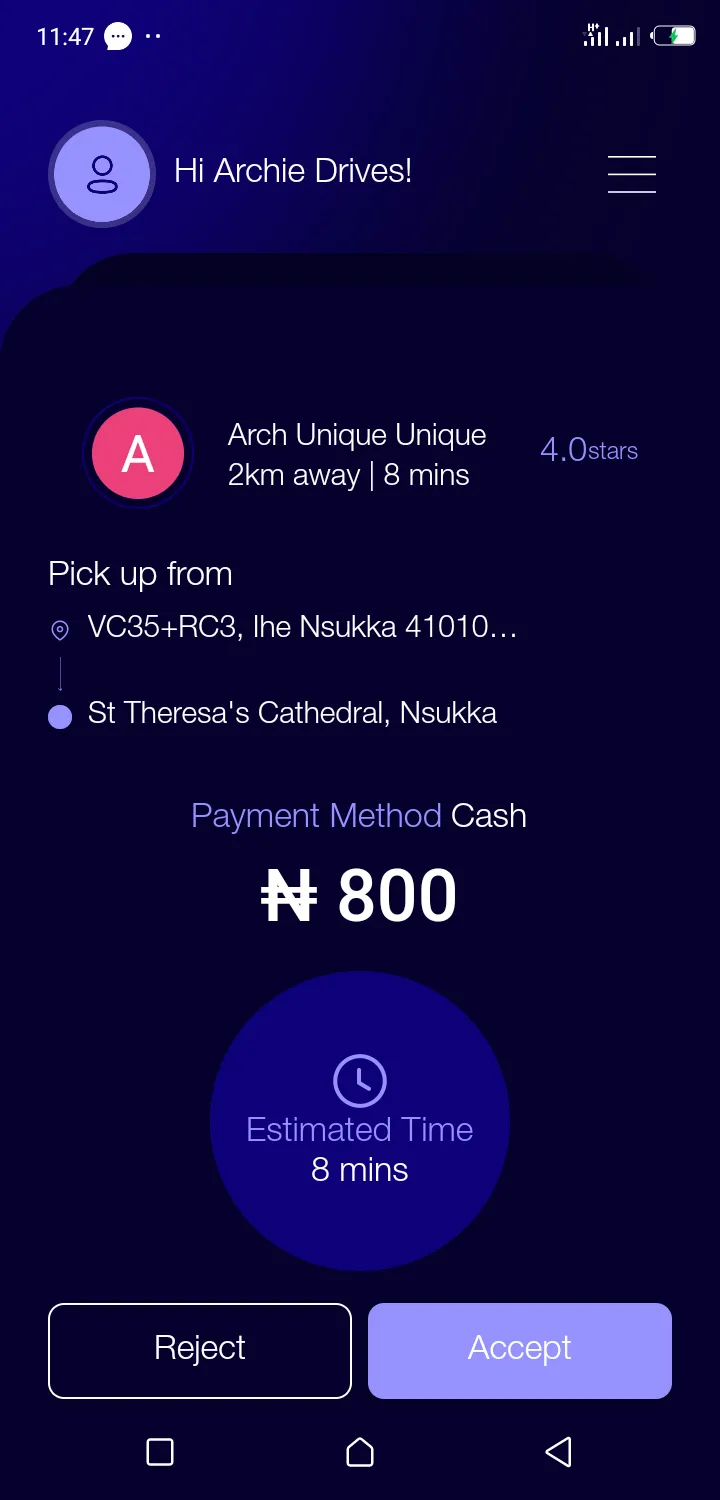 11:47
H+
Hi Archie Drives!
A
Arch Unique Unique
4.0stars
2km away | 8 mins
Pick up from
VC35+RC3, Ihe Nsukka 41010...
St Theresa's Cathedral, Nsukka
Payment Method Cash
₦ 800
Estimated Time
8 mins
Reject
Accept